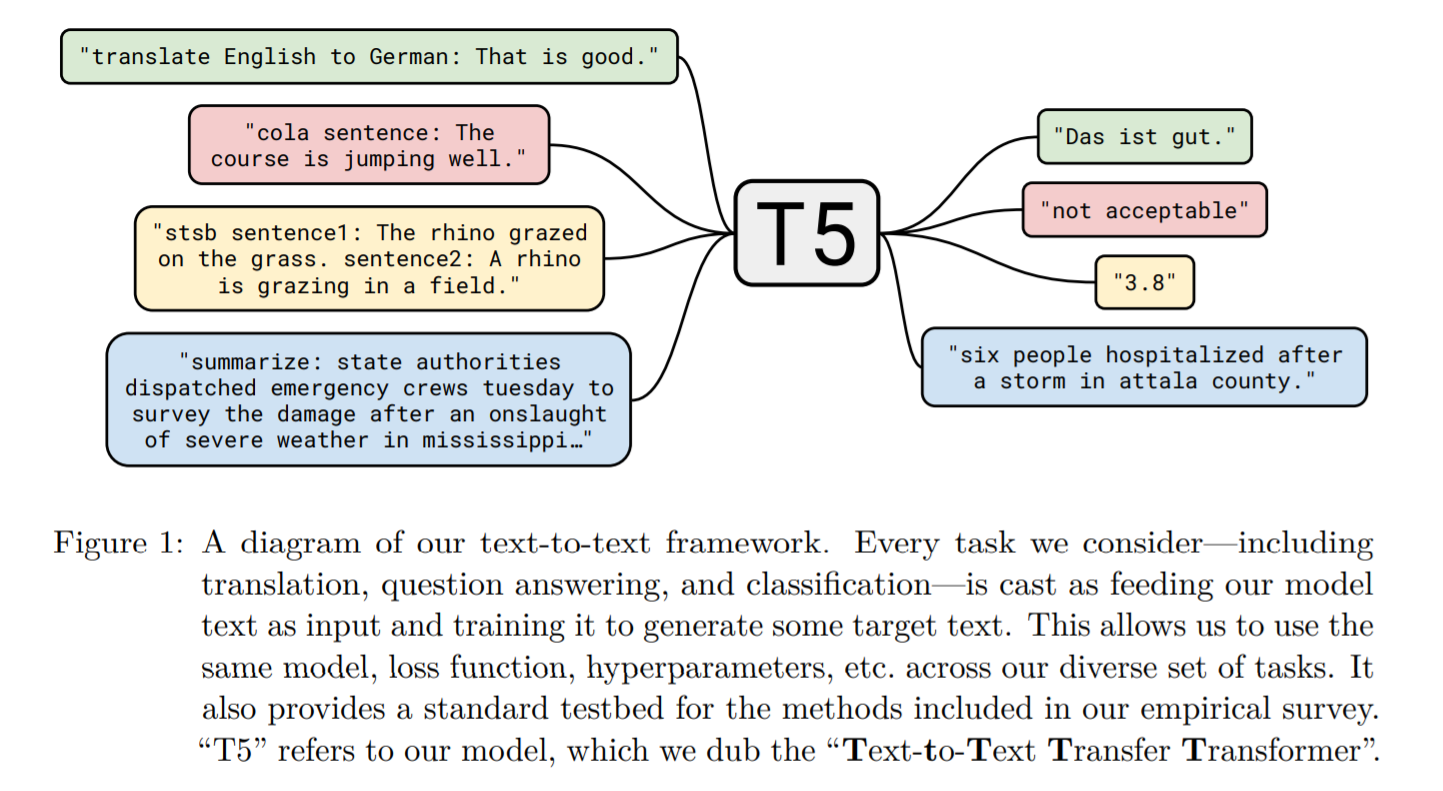 "translate English to German: That is good."
"cola sentence: The
course is jumping well."
"stsb sentence1: The rhino grazed
on the grass. sentence2: A rhino
is grazing in a field."
"summarize: state authorities
dispatched emergency crews tuesday to
survey the damage after an onslaught
of severe weather in mississippi…"
T5
"Das ist gut."
"not acceptable"
"3.8"
"six people hospitalized after
a storm in attala county."
Figure 1: A diagram of our text-to-text framework. Every task we consider—including
translation, question answering, and classification—is cast as feeding our model
text as input and training it to generate some target text. This allows us to use the
same model, loss function, hyperparameters, etc. across our diverse set of tasks. It
also provides a standard testbed for the methods included in our empirical survey.
“T5” refers to our model, which we dub the “Text-to-Text Transfer Transformer”.